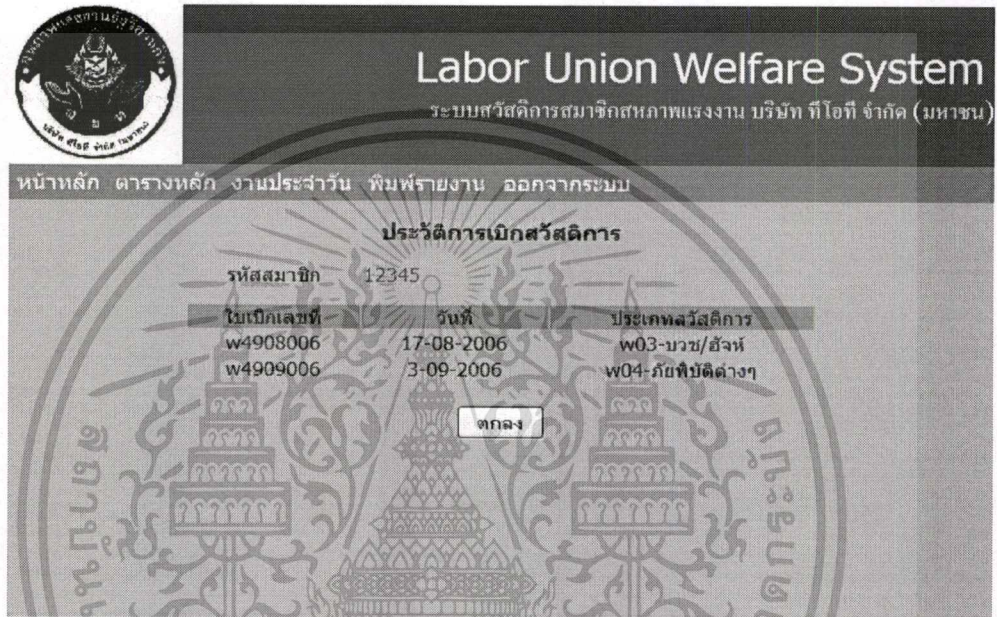 Labor Union Welfare System
ระบบสวัสดิการสมาชิกสหภาพแรงงาน บริษัท ทีโอที จำกัด (มหาชน)
หน้าหลัก ตารางหลัก งานประจำวัน พิมพ์รายงาน ออกจากระบบ
ประวัติการเบิกสวัสดิการ
รหัสสมาชิก 12345
ใบเบิกเลขที่ วันที่ ประเภทสวัสดิการ
w4908006 17-08-2006 w03-บวช/ฮัจห์
w4909006 3-09-2006 w04-ภัยพิบัติต่างๆ
ตกลง